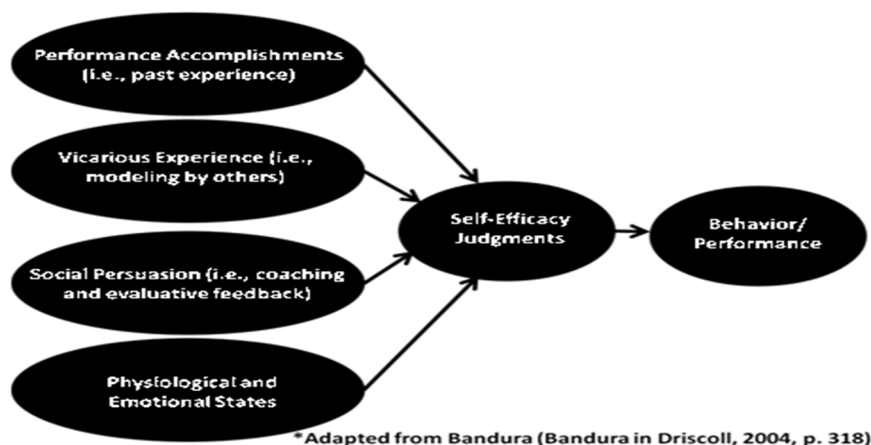 Performance Accomplishments
(i.e., past experience)
Vicarious Experience (i.e.,
modeling by others)
Social Persuasion (i.e., coaching
and evaluative feedback)
Physiological and
Emotional States
Self-Efficacy
Judgments
Behavior/
Performance
*Adapted from Bandura (Bandura in Driscoll, 2004, p. 318)